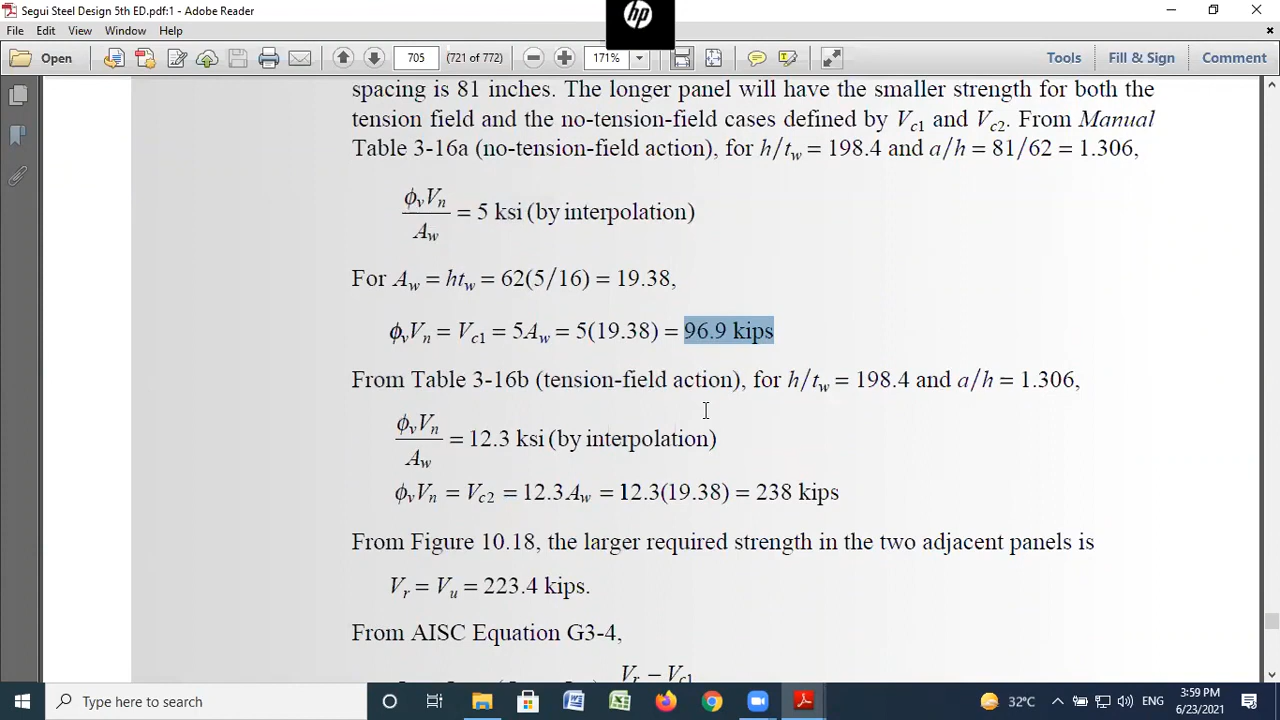 Segui Steel Design 5th ED.pdf:1 - Adobe Reader
hp
File Edit View Window Help
Open 705 (721 of 772) 171% Tools Fill & Sign Comment
spacing is 81 inches. The longer panel will have the smaller strength for both the
tension field and the no-tension-field cases defined by Vc1 and Vc2. From Manual
Table 3-16a (no-tension-field action), for h/tw = 198.4 and a/h = 81/62 = 1.306,
ϕvVn/Aw = 5 ksi (by interpolation)
For Aw = htw = 62(5/16) = 19.38,
ϕvVn = Vc1 = 5Aw = 5(19.38) = 96.9 kips
From Table 3-16b (tension-field action), for h/tw = 198.4 and a/h = 1.306,
ϕvVn/Aw = 12.3 ksi (by interpolation)
ϕvVn = Vc2 = 12.3Aw = 12.3(19.38) = 238 kips
From Figure 10.18, the larger required strength in the two adjacent panels is
Vr = Vu = 223.4 kips.
From AISC Equation G3-4,
Vr − Vc1
Type here to search
32°C ENG 3:59 PM
6/23/2021